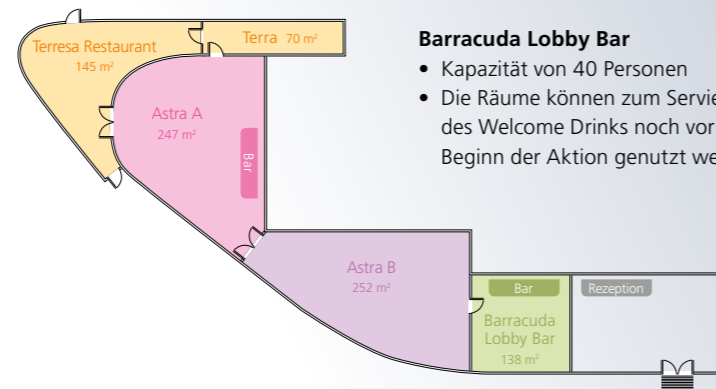 Terresa Restaurant
145 m²
Terra 70 m²
Astra A
247 m²
Bar
Astra B
252 m²
Bar
Barracuda
Lobby Bar
138 m²
Rezeption
Barracuda Lobby Bar
• Kapazität von 40 Personen
• Die Räume können zum Servie
des Welcome Drinks noch vor
Beginn der Aktion genutzt we